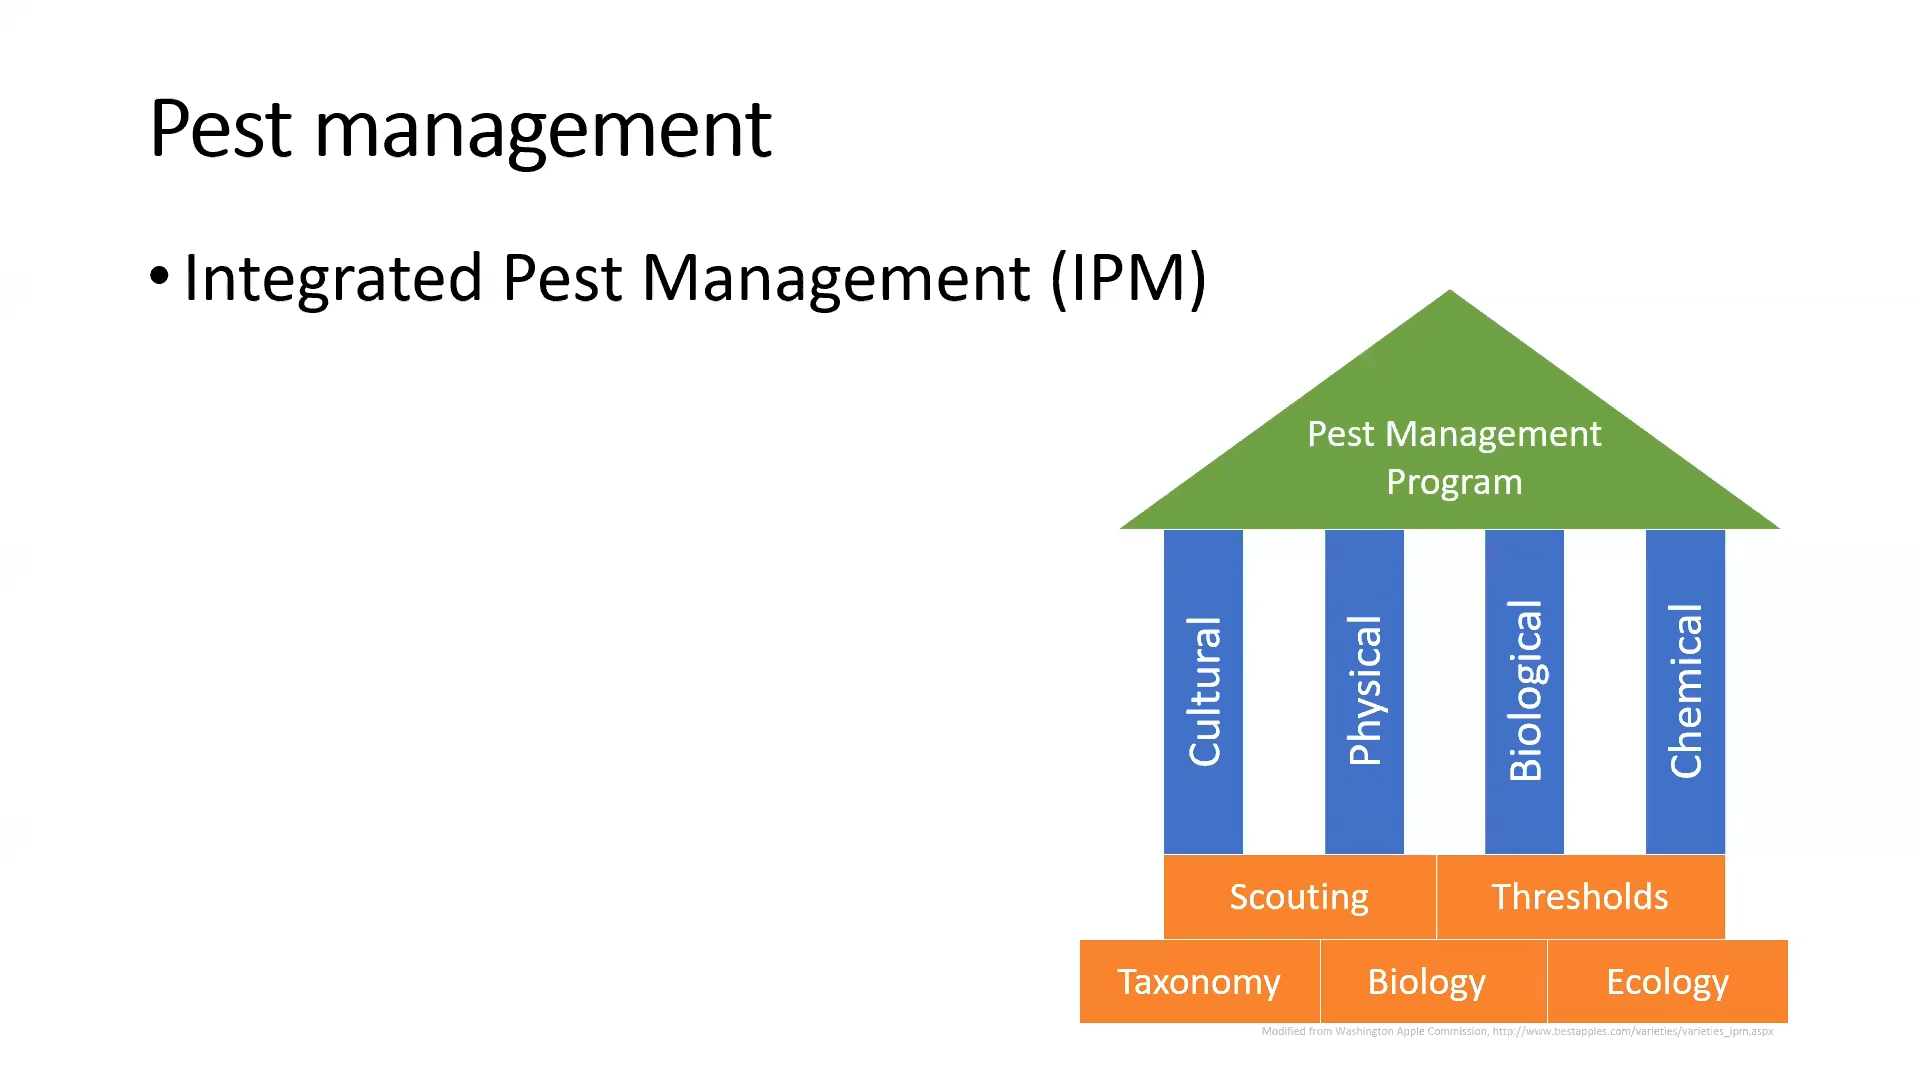 Pest management
• Integrated Pest Management (IPM)
Pest Management
Program
Cultural
Physical
Biological
Chemical
Scouting
Thresholds
Taxonomy
Biology
Ecology
Modified from Washington Apple Commission, http://www.bestapples.com/varieties/varieties_ipm.aspx